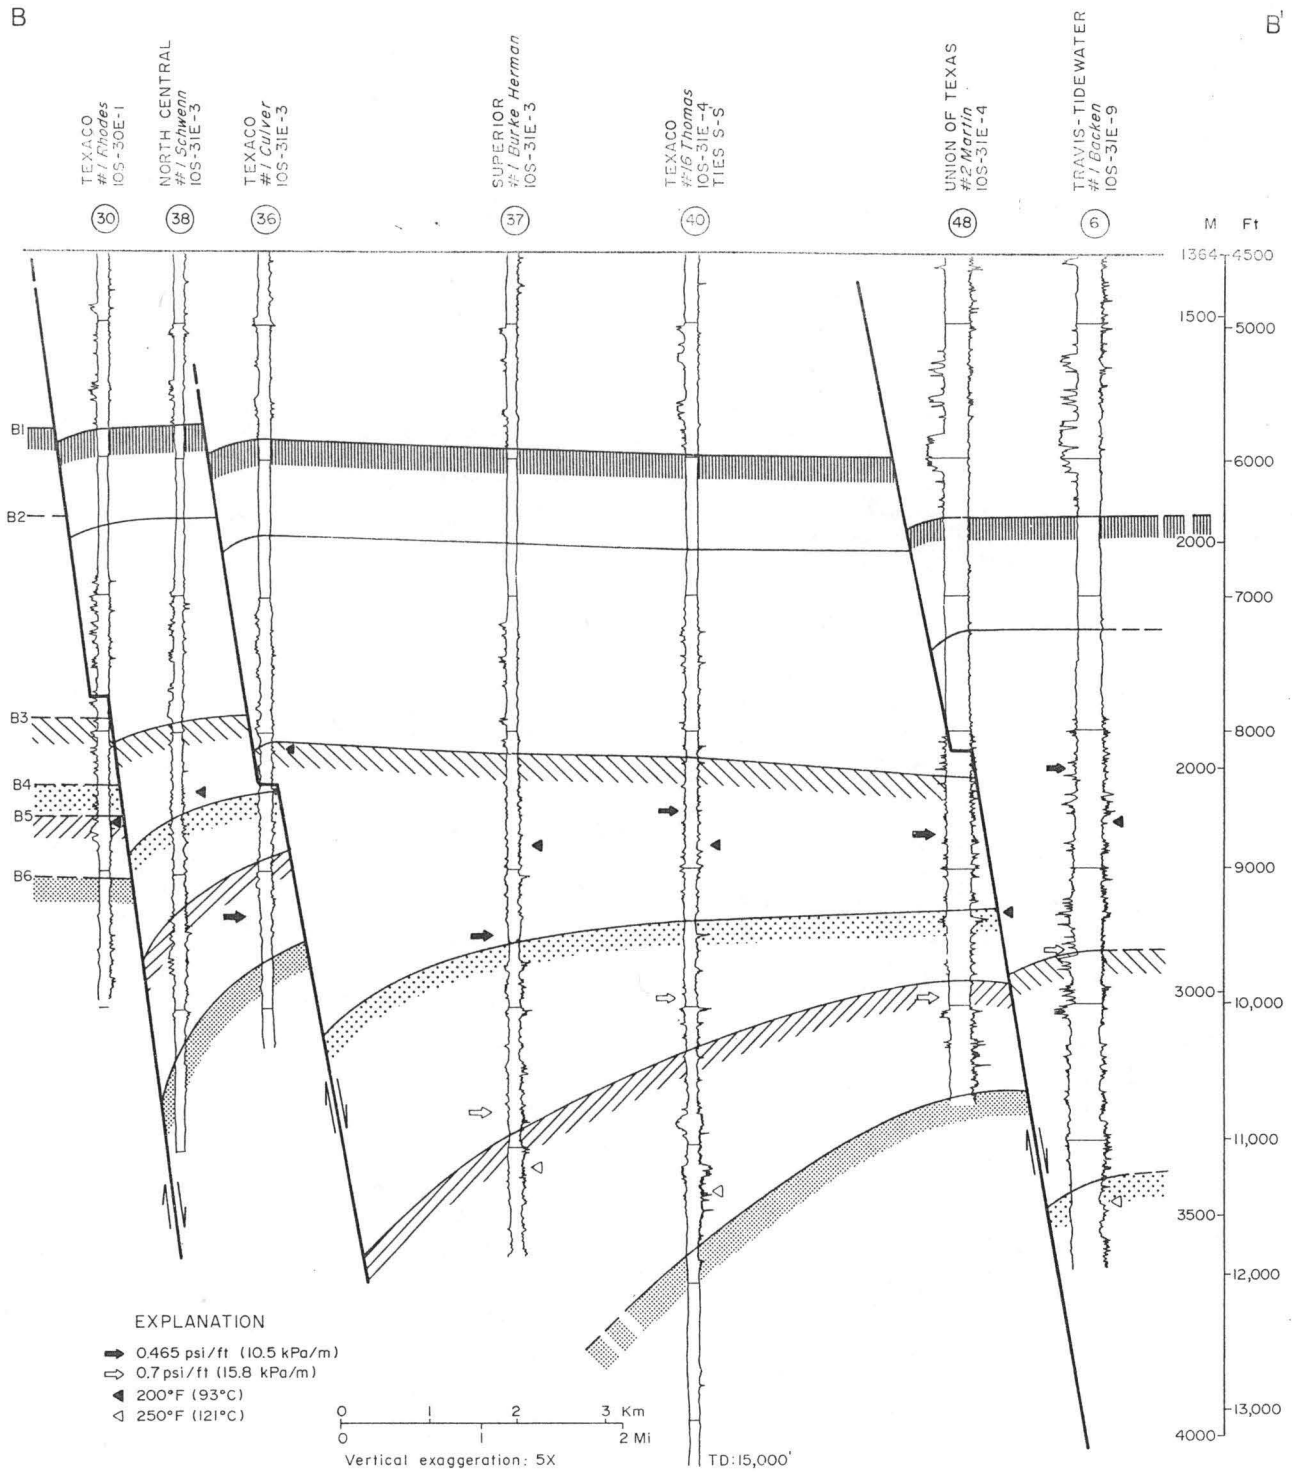 B
B'
TEXACO
#1 Rhodes
10S-30E-1
NORTH CENTRAL
#1 Schwenn
10S-31E-3
TEXACO
#1 Culver
10S-31E-3
SUPERIOR
#1 Burke Herman
10S-31E-3
TEXACO
#16 Thomas
10S-31E-4
TIES S-S'
UNION OF TEXAS
#2 Martin
10S-31E-4
TRAVIS-TIDEWATER
#1 Backen
10S-31E-9
30
38
36
37
40
48
6
M Ft
1364 4500
1500
5000
B1
6000
B2
2000
7000
B3
8000
2000
B4
B5
B6
9000
3000
10,000
11,000
3500
12,000
13,000
4000
EXPLANATION
0.465 psi/ft (10.5 kPa/m)
0.7 psi/ft (15.8 kPa/m)
200°F (93°C)
250°F (121°C)
0 1 2 3 Km
0 1 2 Mi
Vertical exaggeration: 5X
TD:15,000'